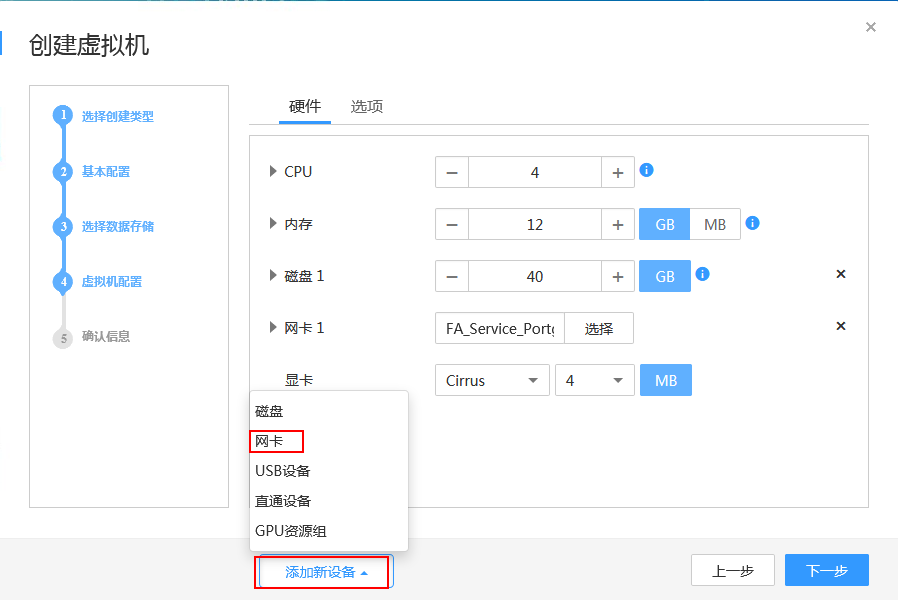 创建虚拟机
×
1 选择创建类型
2 基本配置
3 选择数据存储
4 虚拟机配置
5 确认信息
硬件 选项
CPU − 4 +
内存 − 12 + GB MB
磁盘 1 − 40 + GB ×
网卡 1 FA_Service_Portg 选择 ×
显卡 Cirrus 4 MB
磁盘
网卡
USB设备
直通设备
GPU资源组
添加新设备
上一步 下一步